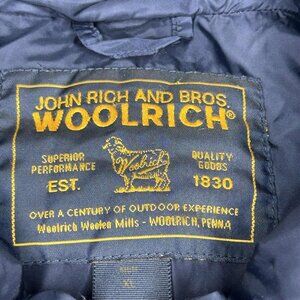 JOHN RICH AND BROS.
WOOLRICH®
SUPERIOR PERFORMANCE
Woolrich
QUALITY GOODS
EST.
1830
OVER A CENTURY OF OUTDOOR EXPERIENCE
Woolrich Woolen Mills - WOOLRICH, PENNA
XL